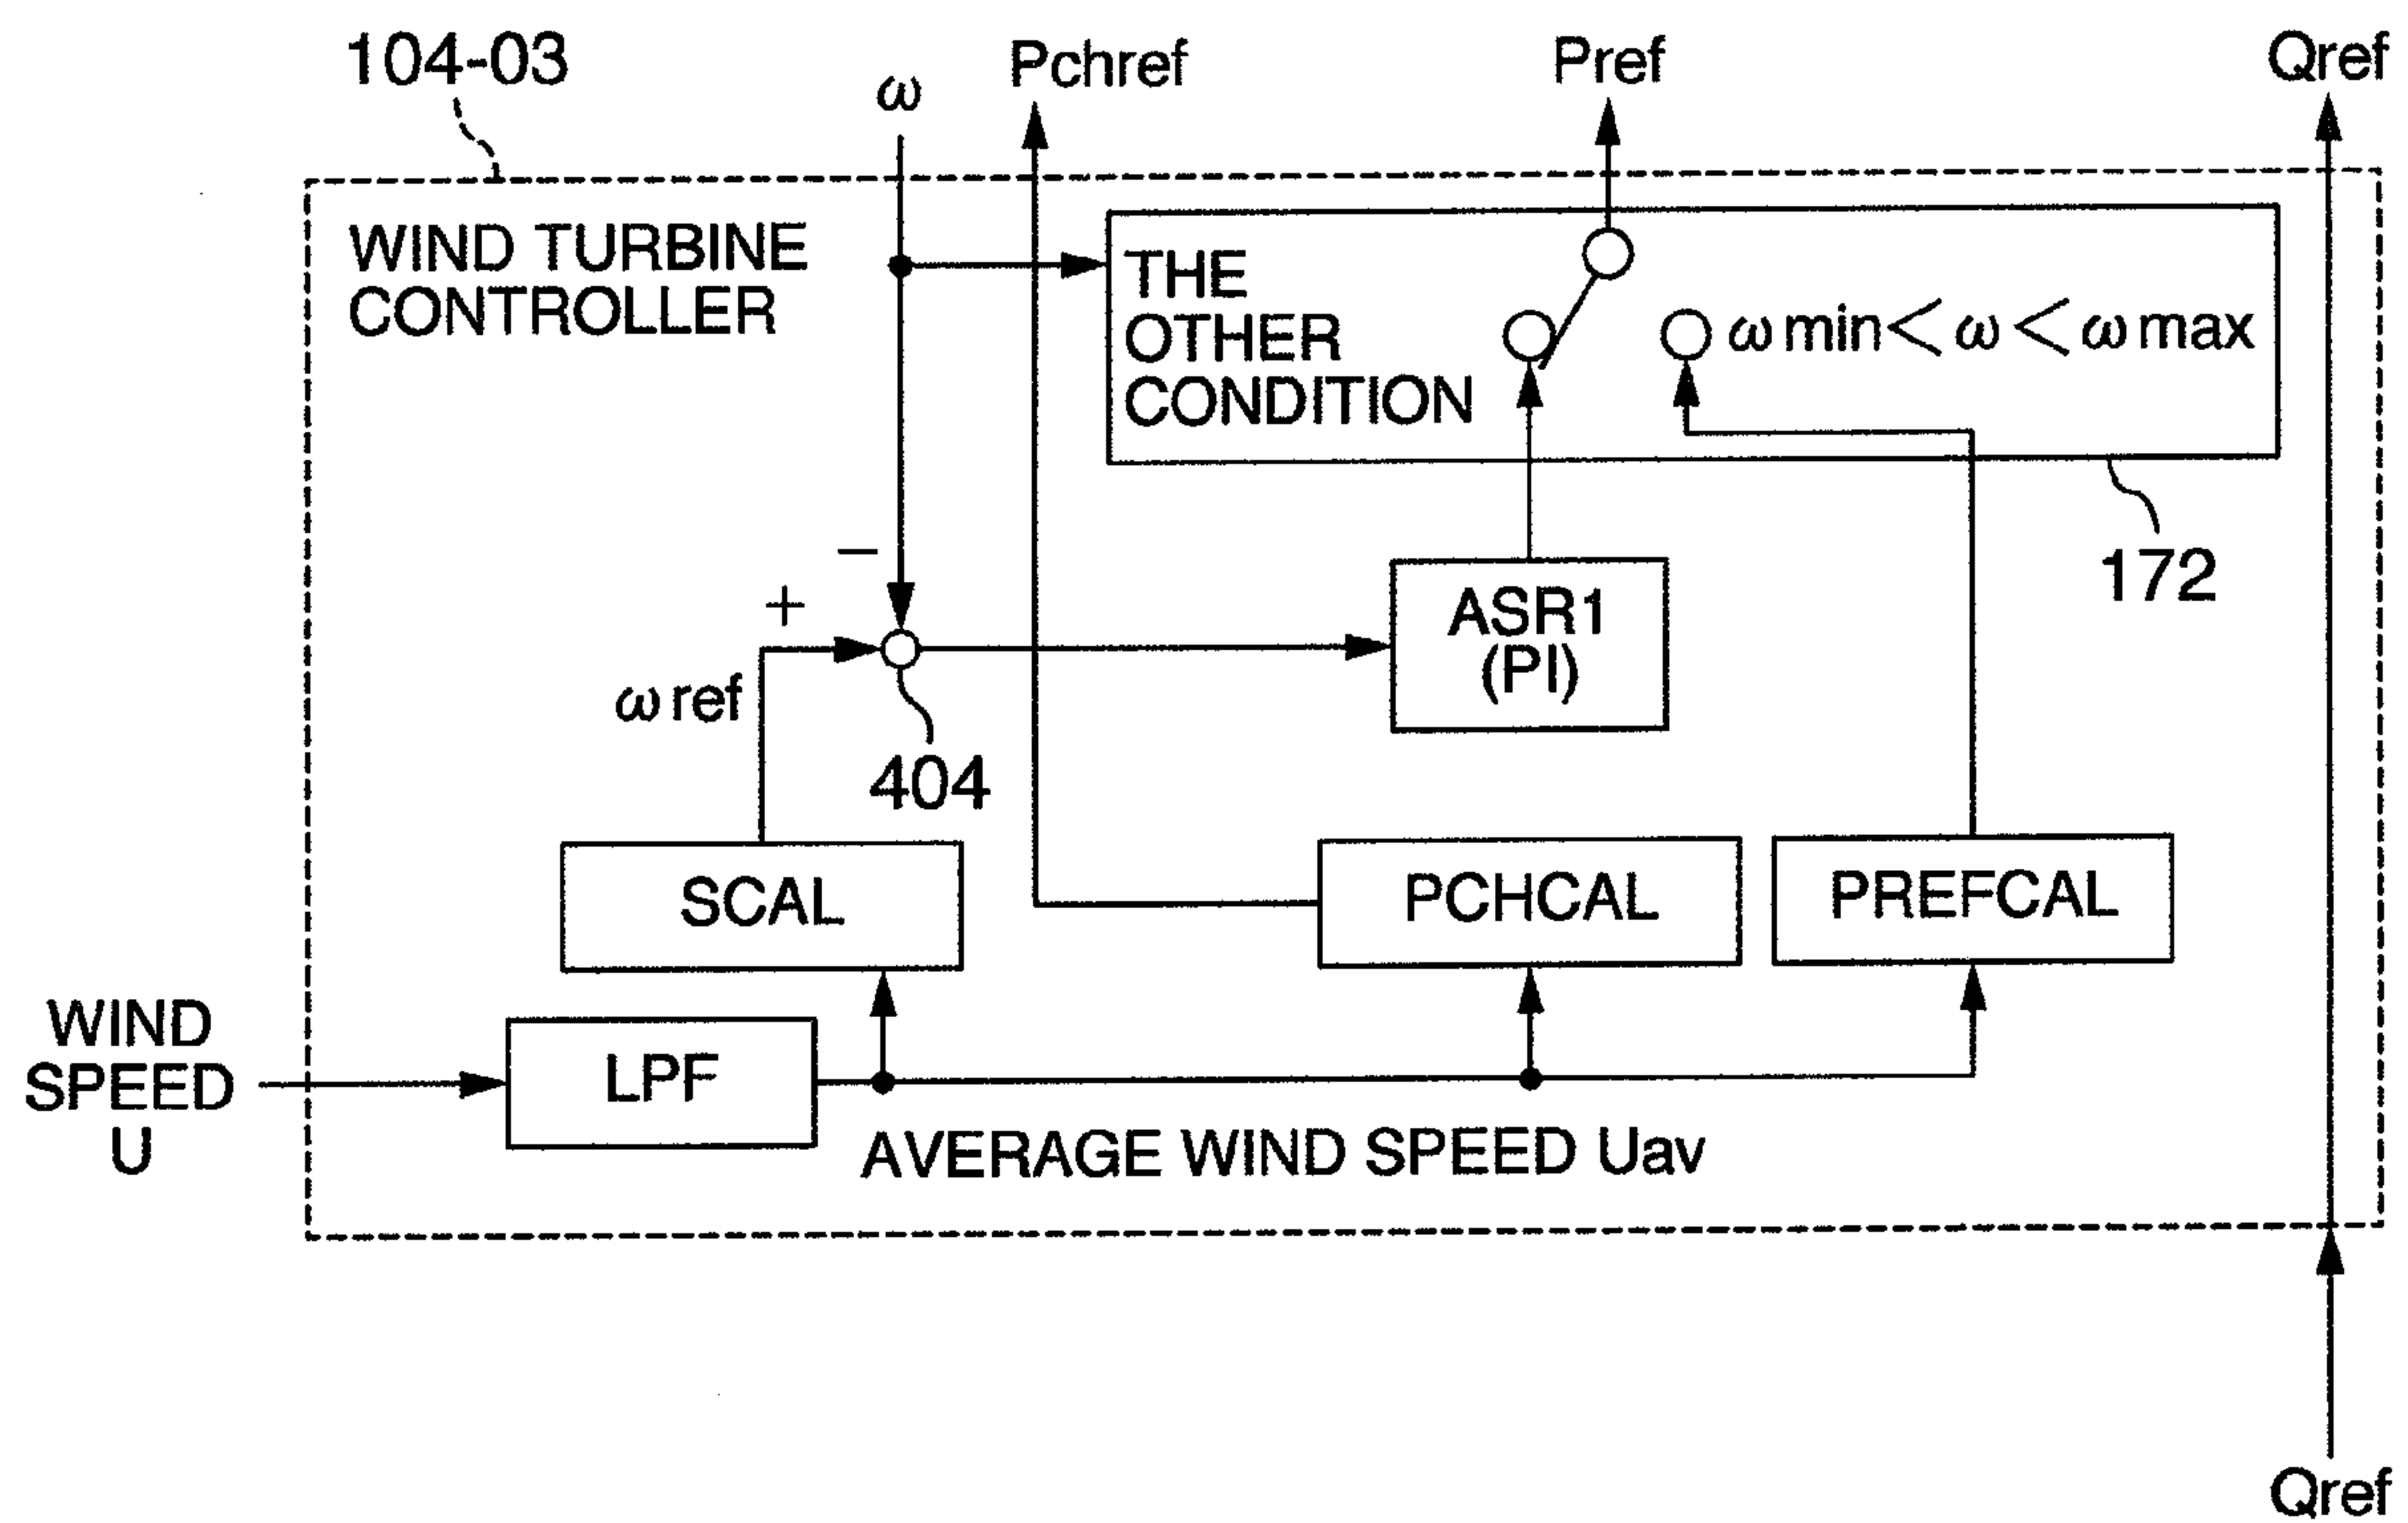 104-03
ω
Pchref
Pref
Qref
WIND TURBINE
CONTROLLER
THE
OTHER
CONDITION
ω min < ω < ω max
172
−
+
ASR1
(PI)
ω ref
404
SCAL
PCHCAL
PREFCAL
WIND
SPEED
U
LPF
AVERAGE WIND SPEED Uav
Qref